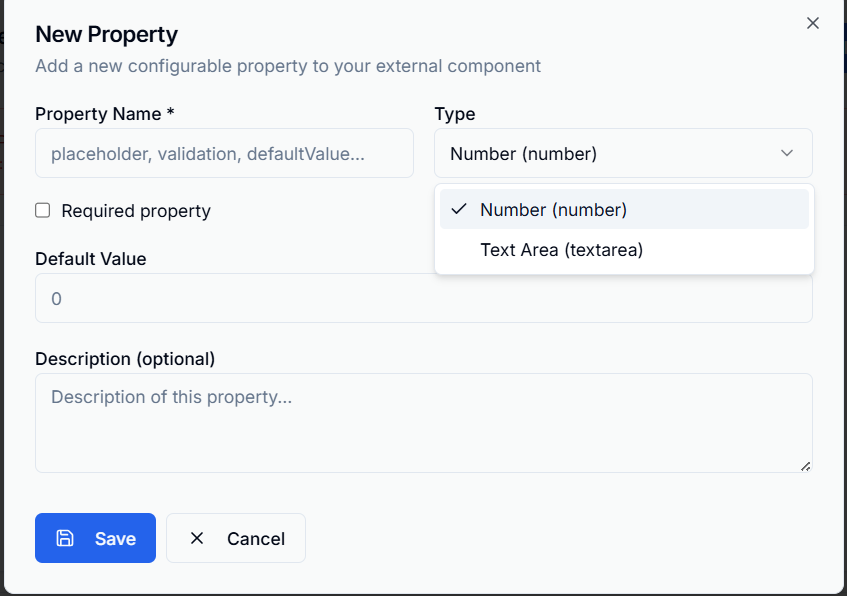 New Property
Add a new configurable property to your external component
Property Name *
Type
placeholder, validation, defaultValue...
Number (number)
Number (number)
Text Area (textarea)
Required property
Default Value
0
Description (optional)
Description of this property...
Save
Cancel